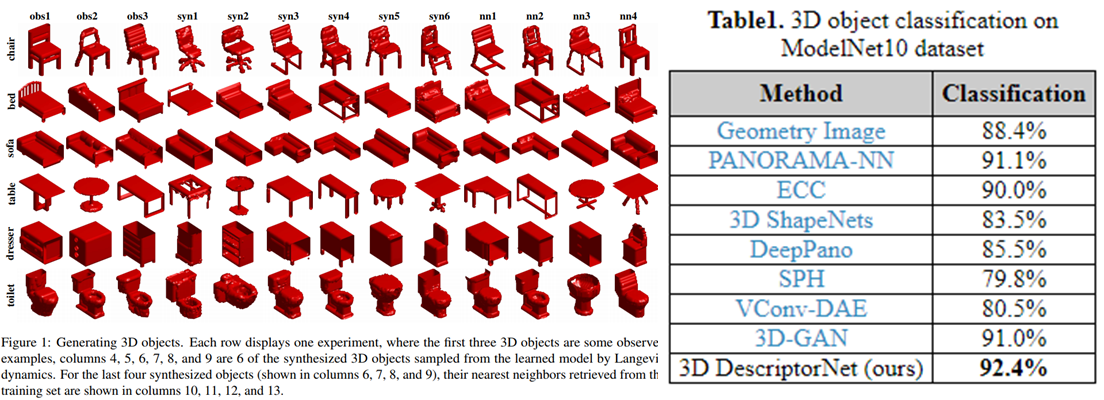 obs1 obs2 obs3 syn1 syn2 syn3 syn4 syn5 syn6 nn1 nn2 nn3 nn4
chair
bed
sofa
table
dresser
toilet
Figure 1: Generating 3D objects. Each row displays one experiment, where the first three 3D objects are some observe
examples, columns 4, 5, 6, 7, 8, and 9 are 6 of the synthesized 3D objects sampled from the learned model by Langevi
dynamics. For the last four synthesized objects (shown in columns 6, 7, 8, and 9), their nearest neighbors retrieved from th
training set are shown in columns 10, 11, 12, and 13.
Table1. 3D object classification on
ModelNet10 dataset
Method Classification
Geometry Image 88.4%
PANORAMA-NN 91.1%
ECC 90.0%
3D ShapeNets 83.5%
DeepPano 85.5%
SPH 79.8%
VConv-DAE 80.5%
3D-GAN 91.0%
3D DescriptorNet (ours) 92.4%